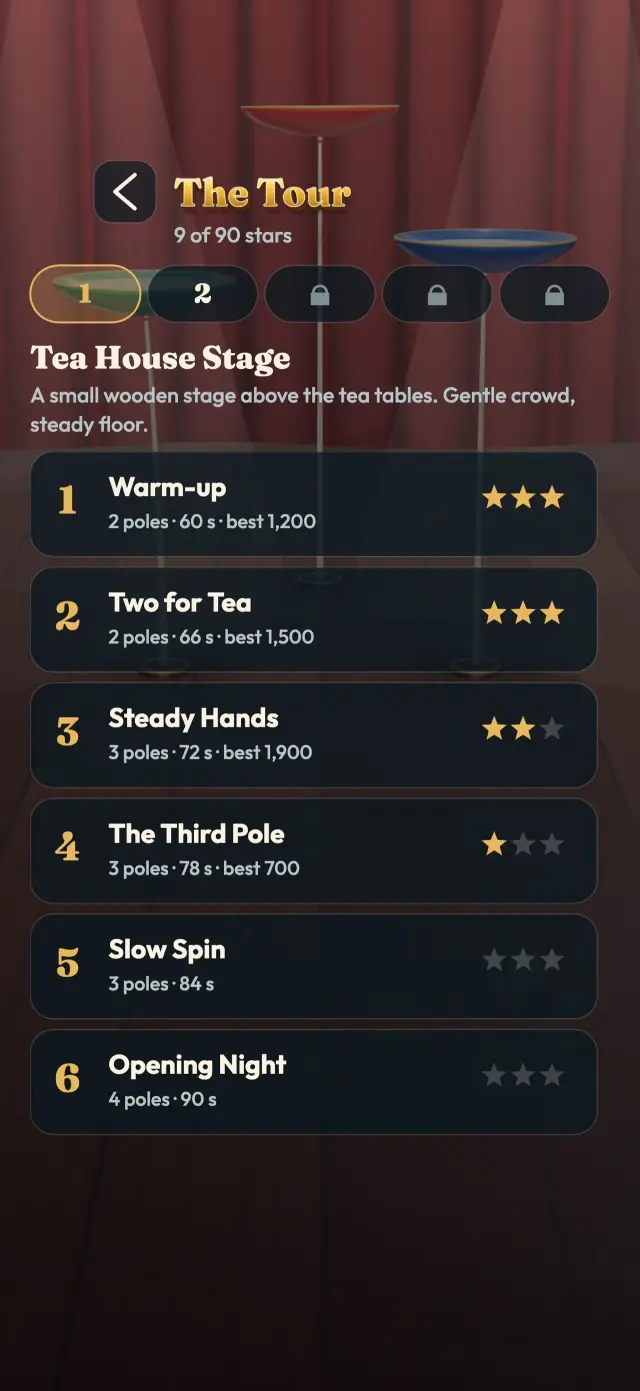 The Tour
9 of 90 stars
1
2
Tea House Stage
A small wooden stage above the tea tables. Gentle crowd,
steady floor.
1
Warm-up
2 poles · 60 s · best 1,200
2
Two for Tea
2 poles · 66 s · best 1,500
3
Steady Hands
3 poles · 72 s · best 1,900
4
The Third Pole
3 poles · 78 s · best 700
5
Slow Spin
3 poles · 84 s
6
Opening Night
4 poles · 90 s